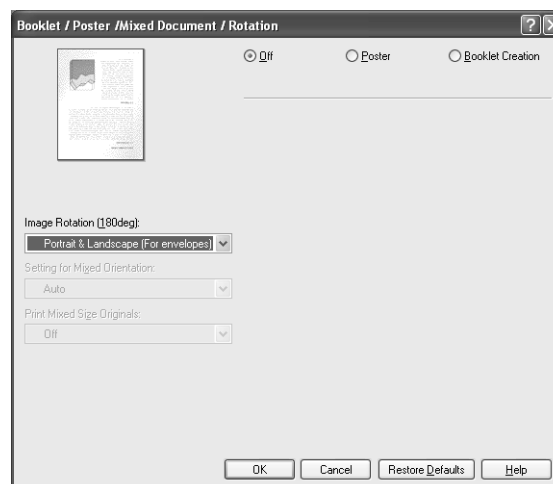 Booklet / Poster /Mixed Document / Rotation
Off Poster Booklet Creation
Image Rotation (180deg):
Portrait & Landscape (For envelopes)
Setting for Mixed Orientation:
Auto
Print Mixed Size Originals:
Off
OK Cancel Restore Defaults Help